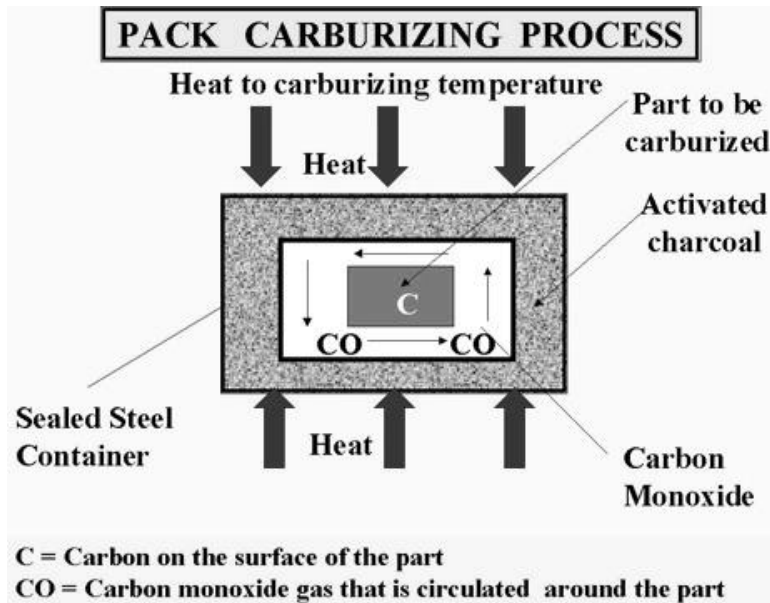 PACK CARBURIZING PROCESS
Heat to carburizing temperature
Part to be
carburized
Heat
Activated
charcoal
C
CO
CO
Sealed Steel
Container
Heat
Carbon
Monoxide
C = Carbon on the surface of the part
CO = Carbon monoxide gas that is circulated around the part